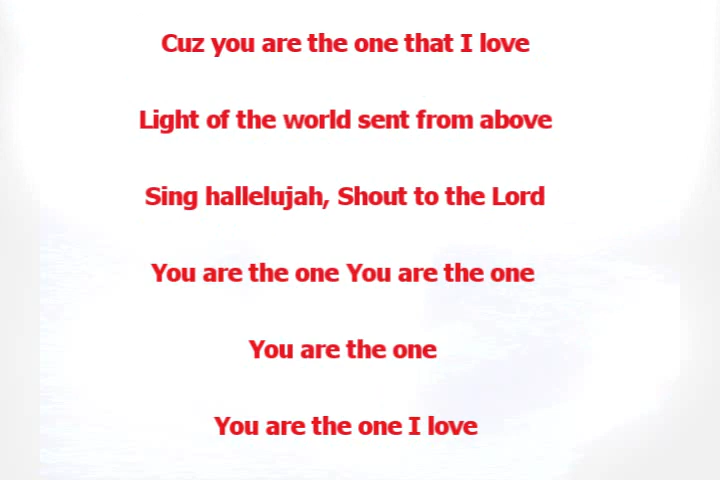 Cuz you are the one that I love
Light of the world sent from above
Sing hallelujah, Shout to the Lord
You are the one You are the one
You are the one
You are the one I love